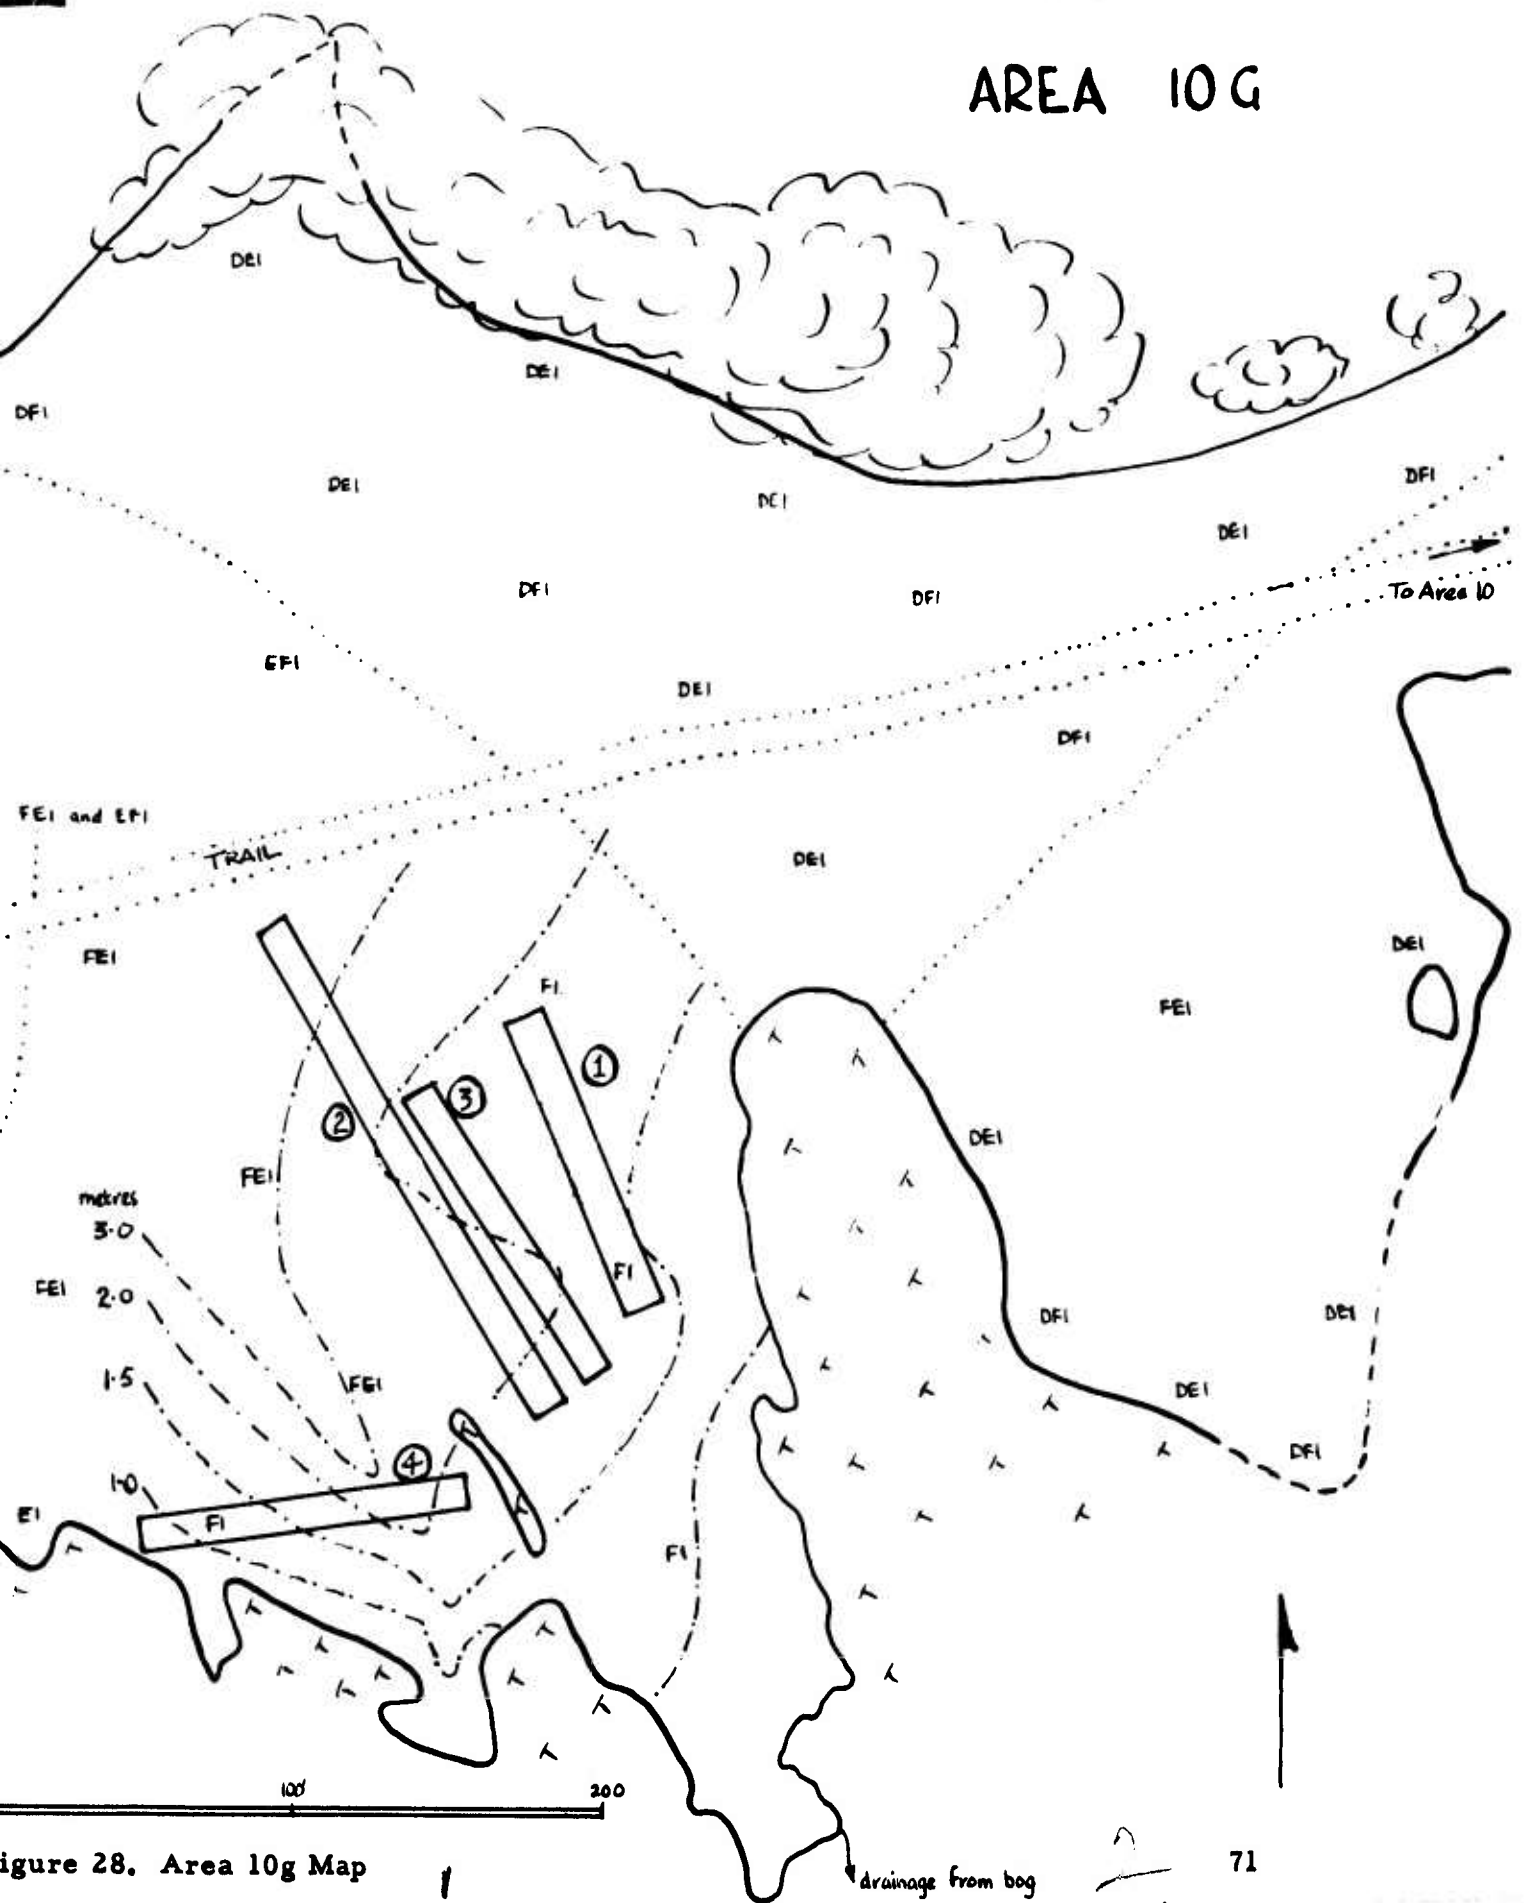 AREA 10G
DEI
DEI
DFI
DEI
DEI
DFI
DEI
DFI
DFI
To Area 10
EFI
DEI
DFI
FEI and EFI
TRAIL
DEI
FEI
DEI
FI
FEI
1
3
2
DEI
FEI
metres
3.0
FEI
2.0
FI
DFI
DEI
1.5
FEI
DEI
4
DFI
1.0
EI
FI
FI
100'
200
igure 28. Area 10g Map
71
drainage from bog